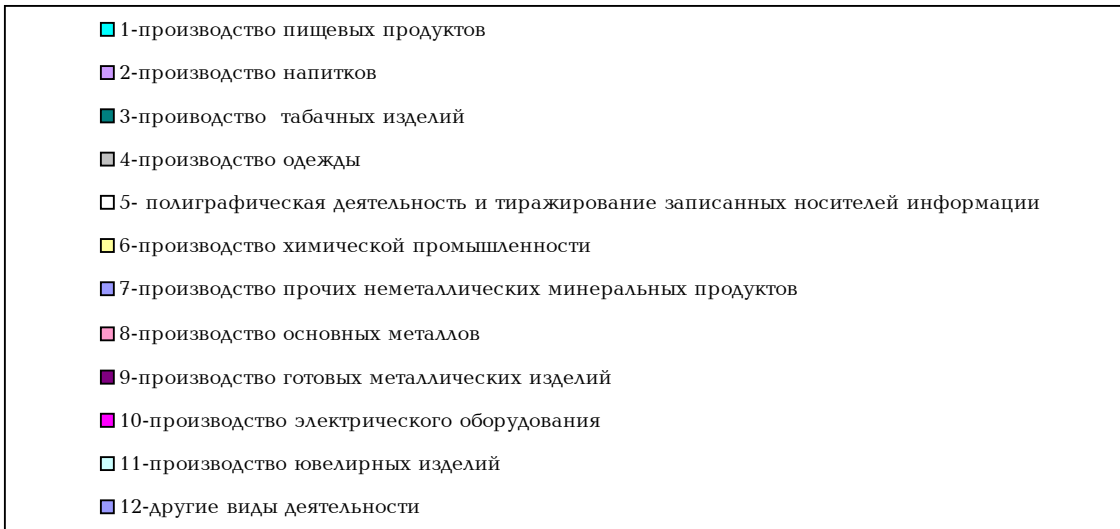 1-производство пищевых продуктов
2-производство напитков
3-проиводство  табачных изделий
4-производство одежды
5- полиграфическая деятельность и тиражирование записанных носителей информации
6-производство химической промышленности
7-производство прочих неметаллических минеральных продуктов
8-производство основных металлов
9-производство готовых металлических изделий
10-производство электрического оборудования
11-производство ювелирных изделий
12-другие виды деятельности